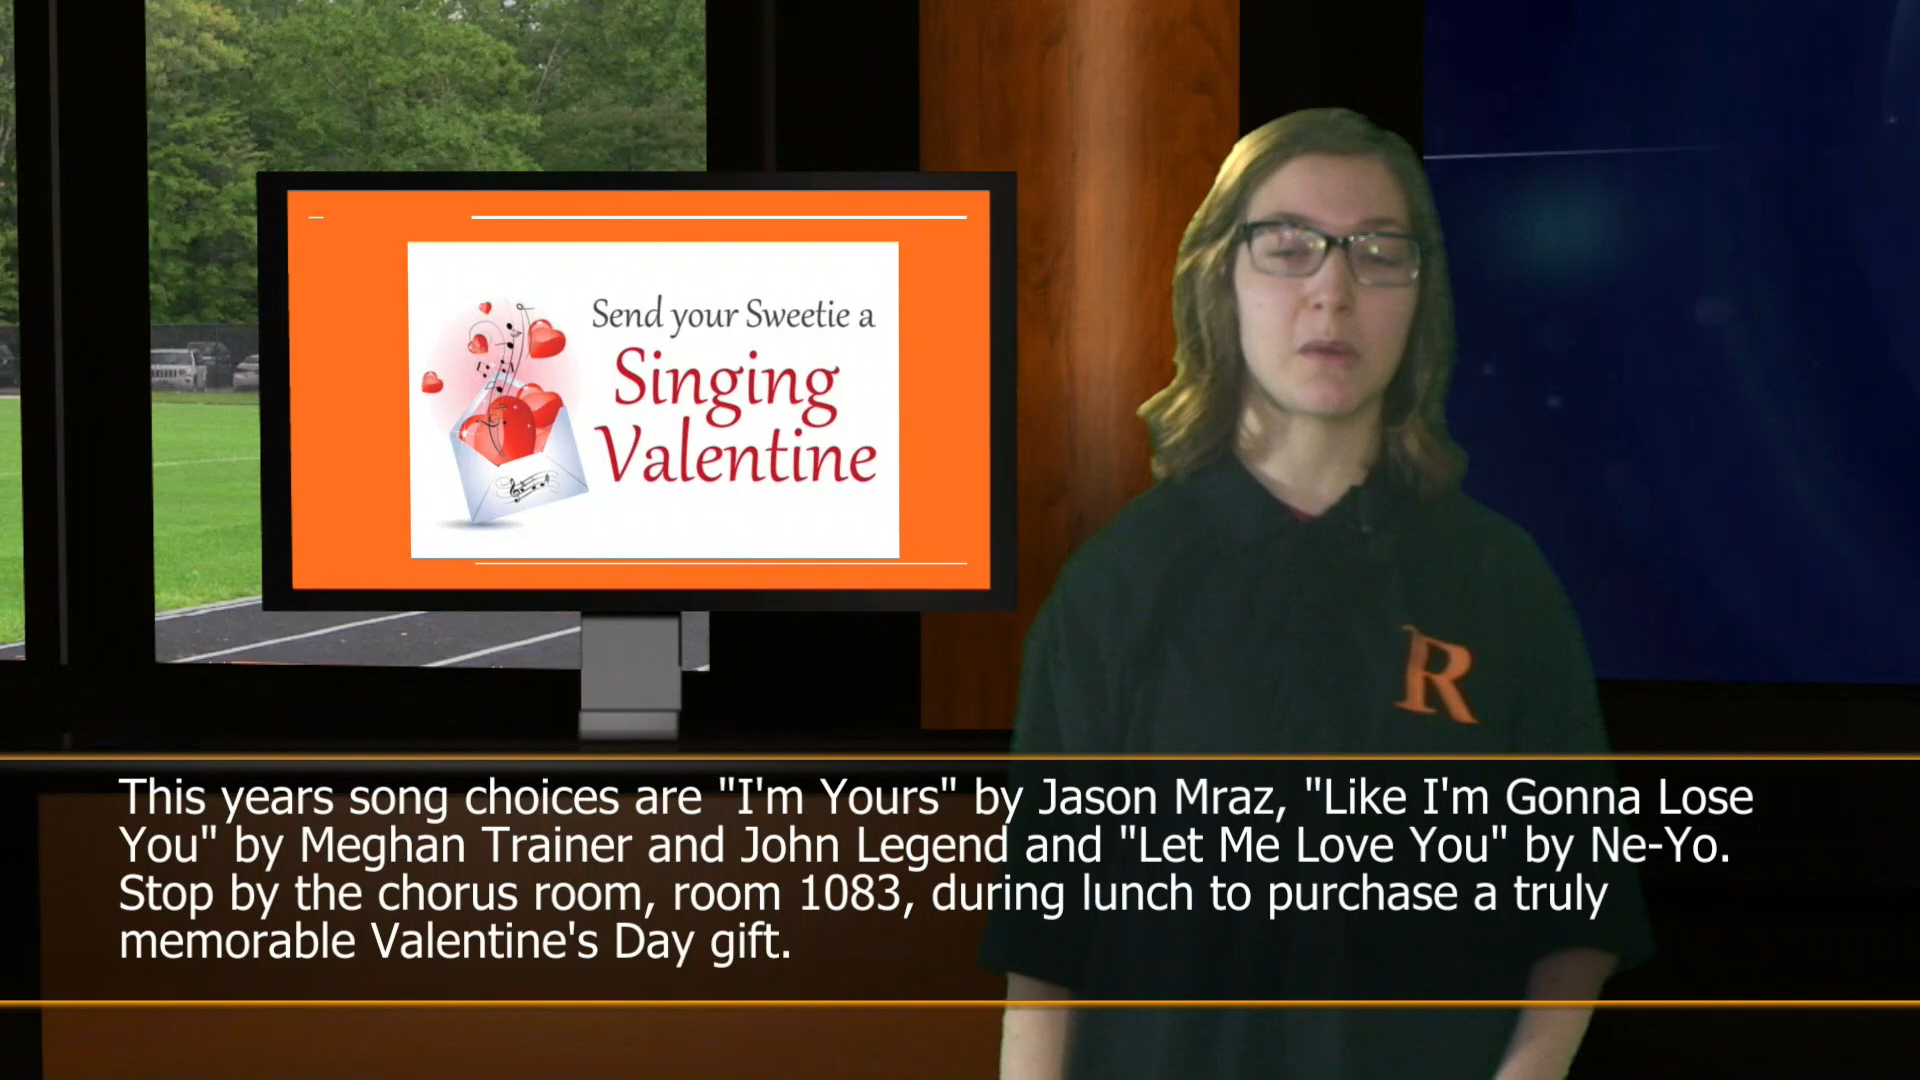 Send your Sweetie a
Singing
Valentine
R
This years song choices are "I'm Yours" by Jason Mraz, "Like I'm Gonna Lose
You" by Meghan Trainer and John Legend and "Let Me Love You" by Ne-Yo.
Stop by the chorus room, room 1083, during lunch to purchase a truly
memorable Valentine's Day gift.